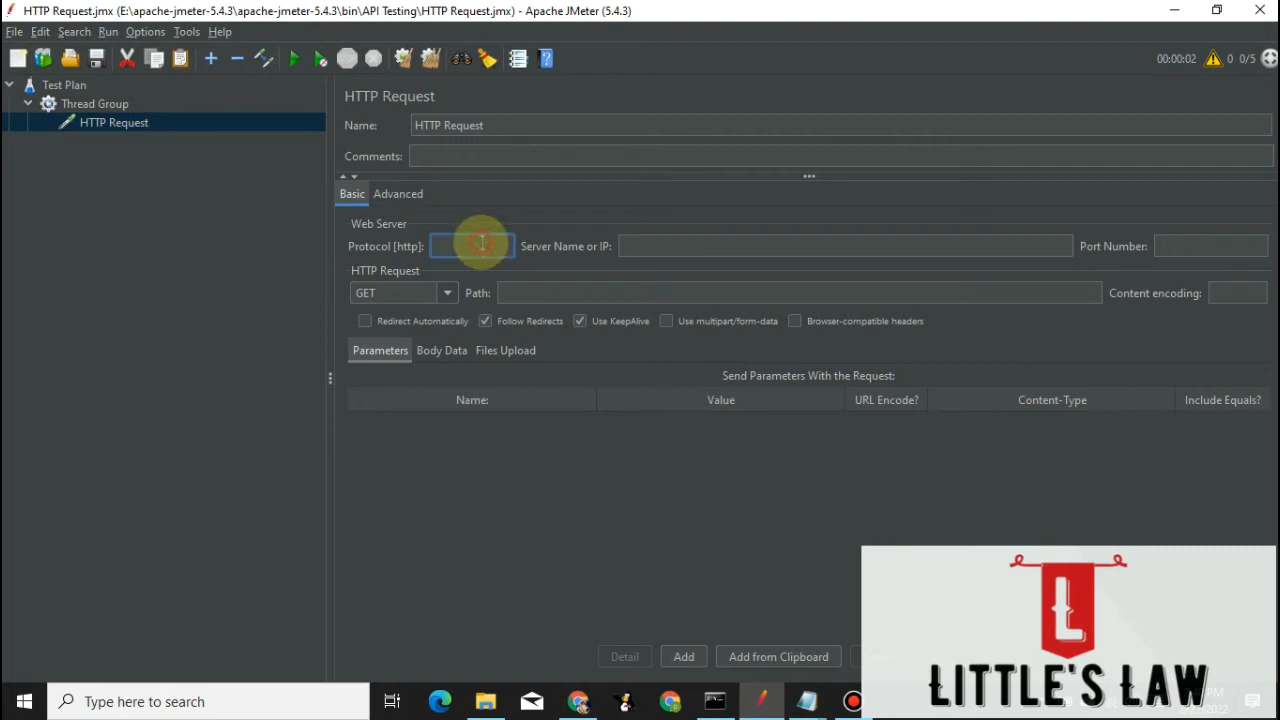 HTTP Request.jmx (E:\apache-jmeter-5.4.3\apache-jmeter-5.4.3\bin\API Testing\HTTP Request.jmx) - Apache JMeter (5.4.3)
File Edit Search Run Options Tools Help
00:00:02 0 0/5
Test Plan
Thread Group
HTTP Request
HTTP Request
Name: HTTP Request
Comments:
Basic Advanced
Web Server
Protocol [http]: Server Name or IP: Port Number:
HTTP Request
GET Path: Content encoding:
Redirect Automatically Follow Redirects Use KeepAlive Use multipart/form-data Browser-compatible headers
Parameters Body Data Files Upload
Send Parameters With the Request:
Name: Value URL Encode? Content-Type Include Equals?
Detail Add Add from Clipboard
L
LITTLE'S LAW
Type here to search